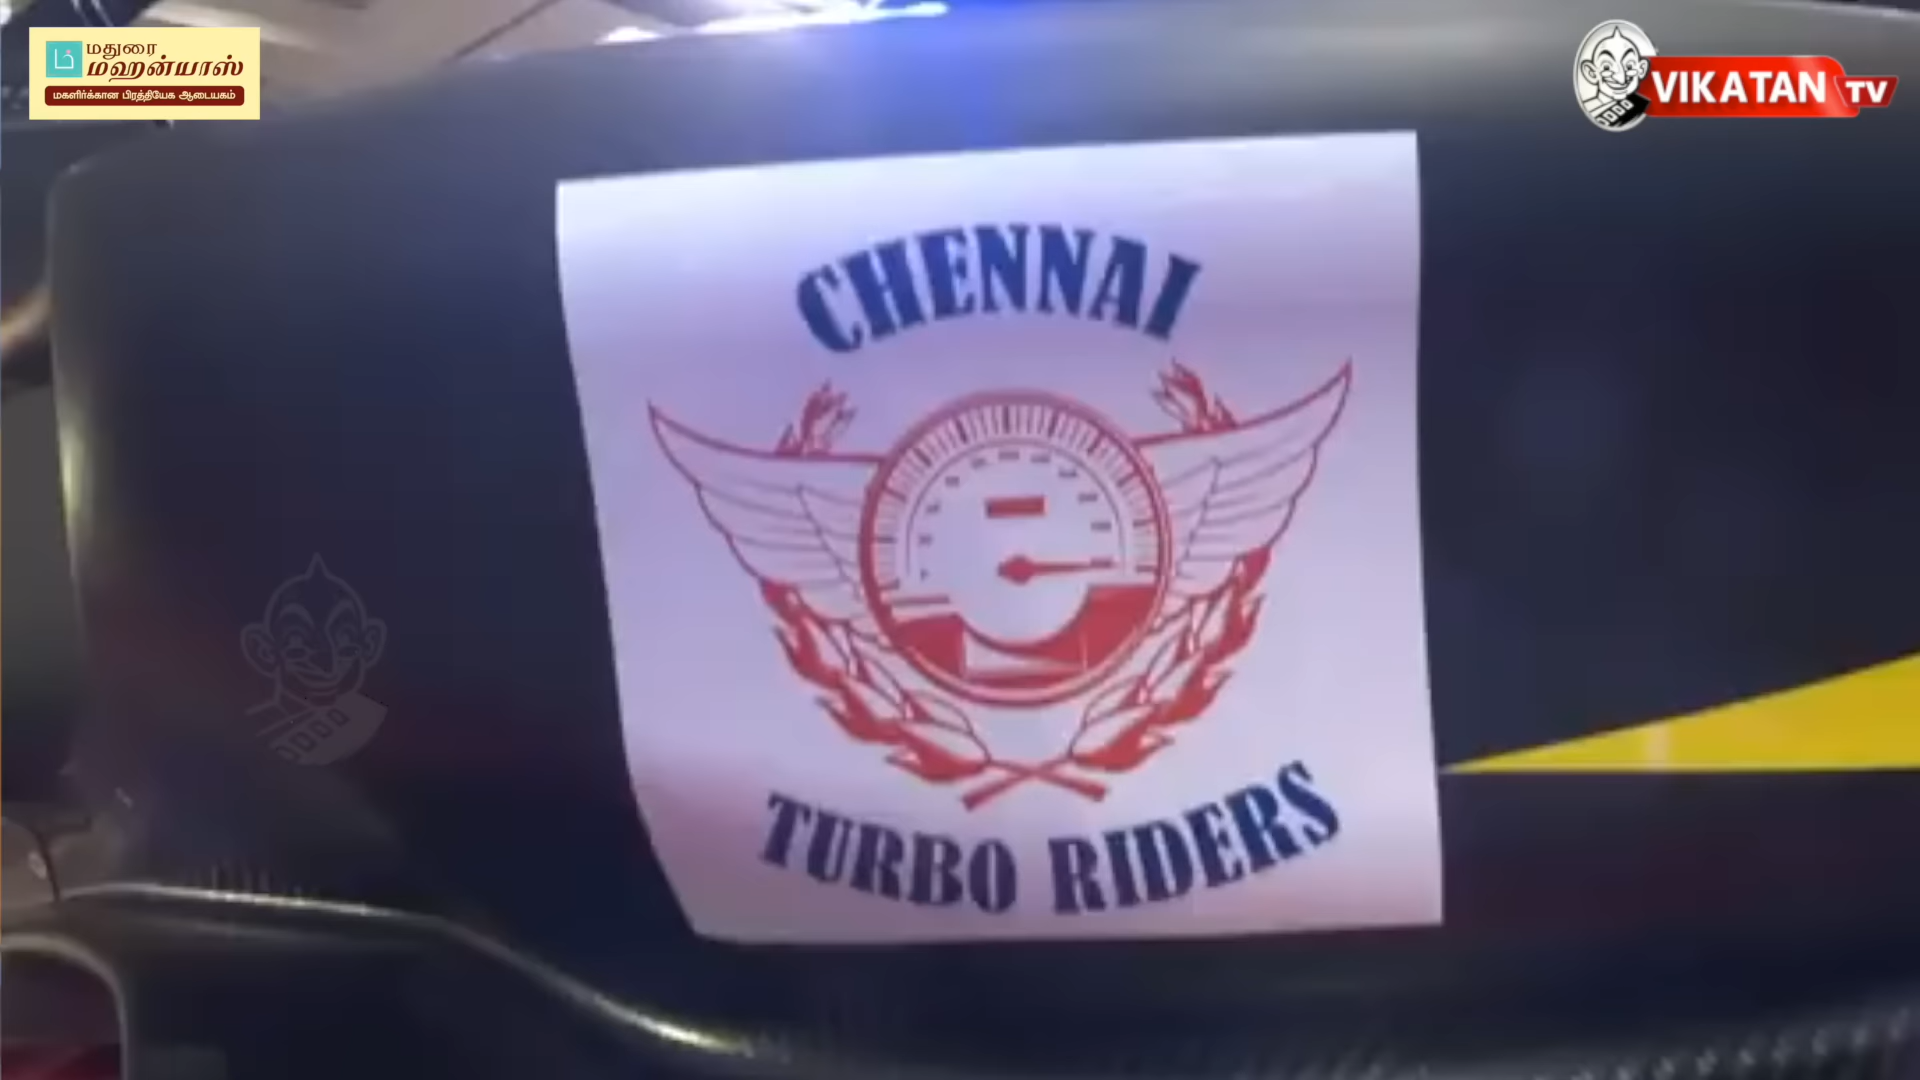 மதுரை
மஹன்யாஸ்
மகளிர்க்கான பிரத்தியேக ஆடையகம்
VIKATAN TV
CHENNAI
TURBO RIDERS